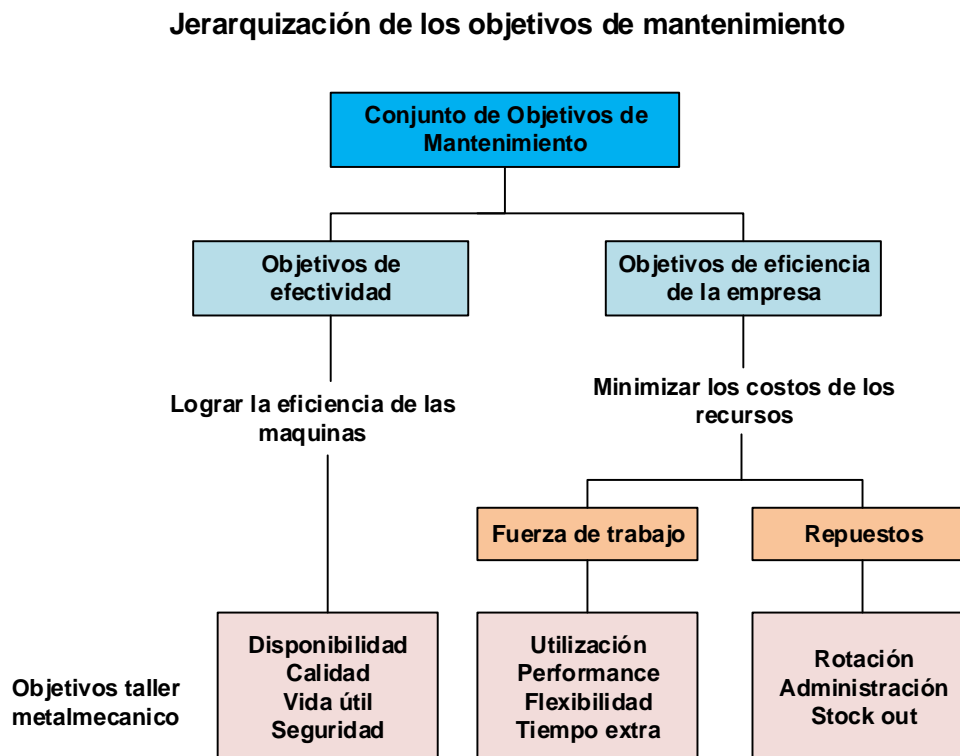 Jerarquización de los objetivos de mantenimiento
Conjunto de Objetivos de
Mantenimiento
Objetivos de
efectividad
Objetivos de eficiencia
de la empresa
Lograr la eficiencia de las
maquinas
Minimizar los costos de los
recursos
Fuerza de trabajo
Repuestos
Objetivos taller
metalmecanico
Disponibilidad
Calidad
Vida útil
Seguridad
Utilización
Performance
Flexibilidad
Tiempo extra
Rotación
Administración
Stock out